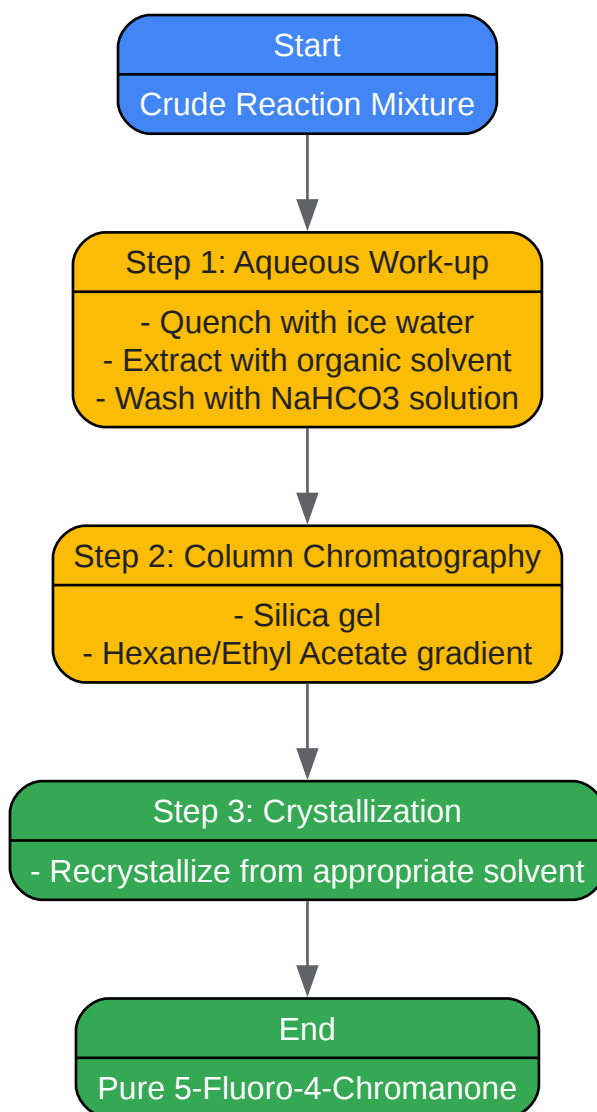 Start
Crude Reaction Mixture
Step 1: Aqueous Work-up
- Quench with ice water
- Extract with organic solvent
- Wash with NaHCO3 solution
Step 2: Column Chromatography
- Silica gel
- Hexane/Ethyl Acetate gradient
Step 3: Crystallization
- Recrystallize from appropriate solvent
End
Pure 5-Fluoro-4-Chromanone